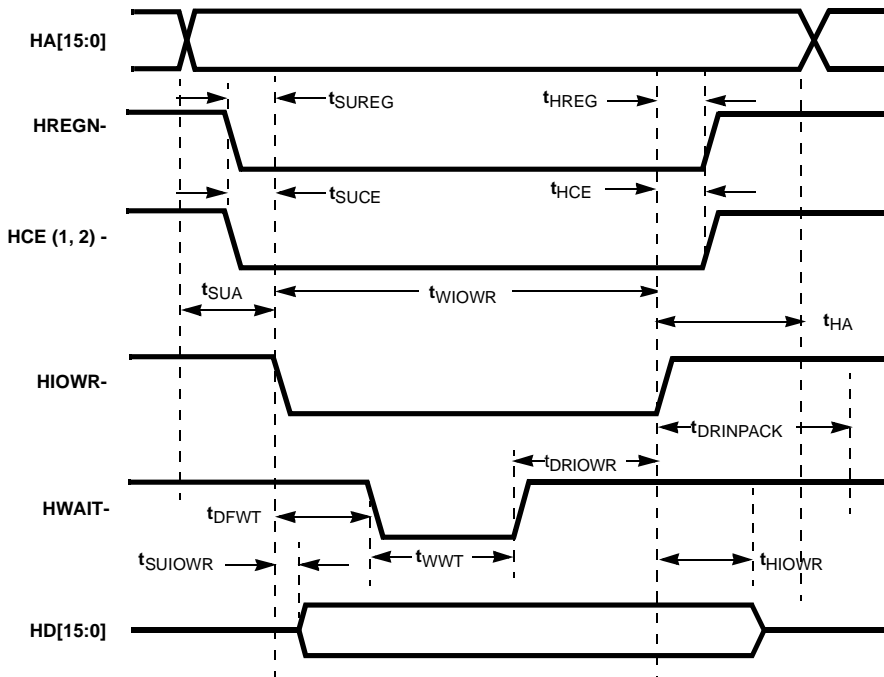 HA[15:0]
tSUREG
tHREG
HREGN-
tSUCE
tHCE
HCE (1, 2) -
tSUA
tWIOWR
tHA
HIOWR-
tDRINPACK
tDRIOWR
HWAIT-
tDFWT
tSUIOWR
tWWT
tHIOWR
HD[15:0]